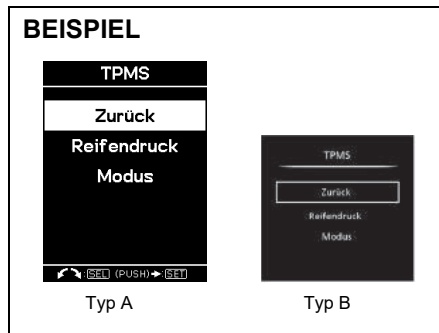 BEISPIEL
TPMS
Zurück
Reifendruck
Modus
:SEL (PUSH)➔:SET
Typ A
TPMS
Zurück
Reifendruck
Modus
Typ B